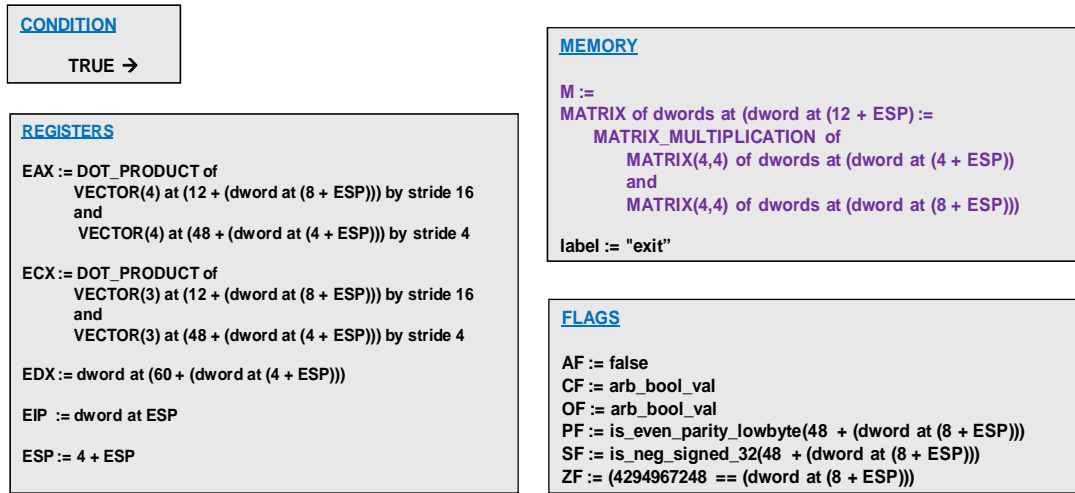 CONDITION
TRUE →
REGISTERS
EAX := DOT_PRODUCT of
VECTOR(4) at (12 + (dword at (8 + ESP))) by stride 16
and
VECTOR(4) at (48 + (dword at (4 + ESP))) by stride 4
ECX := DOT_PRODUCT of
VECTOR(3) at (12 + (dword at (8 + ESP))) by stride 16
and
VECTOR(3) at (48 + (dword at (4 + ESP))) by stride 4
EDX := dword at (60 + (dword at (4 + ESP)))
EIP := dword at ESP
ESP := 4 + ESP
MEMORY
M :=
MATRIX of dwords at (dword at (12 + ESP) :=
MATRIX_MULTIPLICATION of
MATRIX(4,4) of dwords at (dword at (4 + ESP))
and
MATRIX(4,4) of dwords at (dword at (8 + ESP)))
label := "exit”
FLAGS
AF := false
CF := arb_bool_val
OF := arb_bool_val
PF := is_even_parity_lowbyte(48 + (dword at (8 + ESP)))
SF := is_neg_signed_32(48 + (dword at (8 + ESP)))
ZF := (4294967248 == (dword at (8 + ESP)))